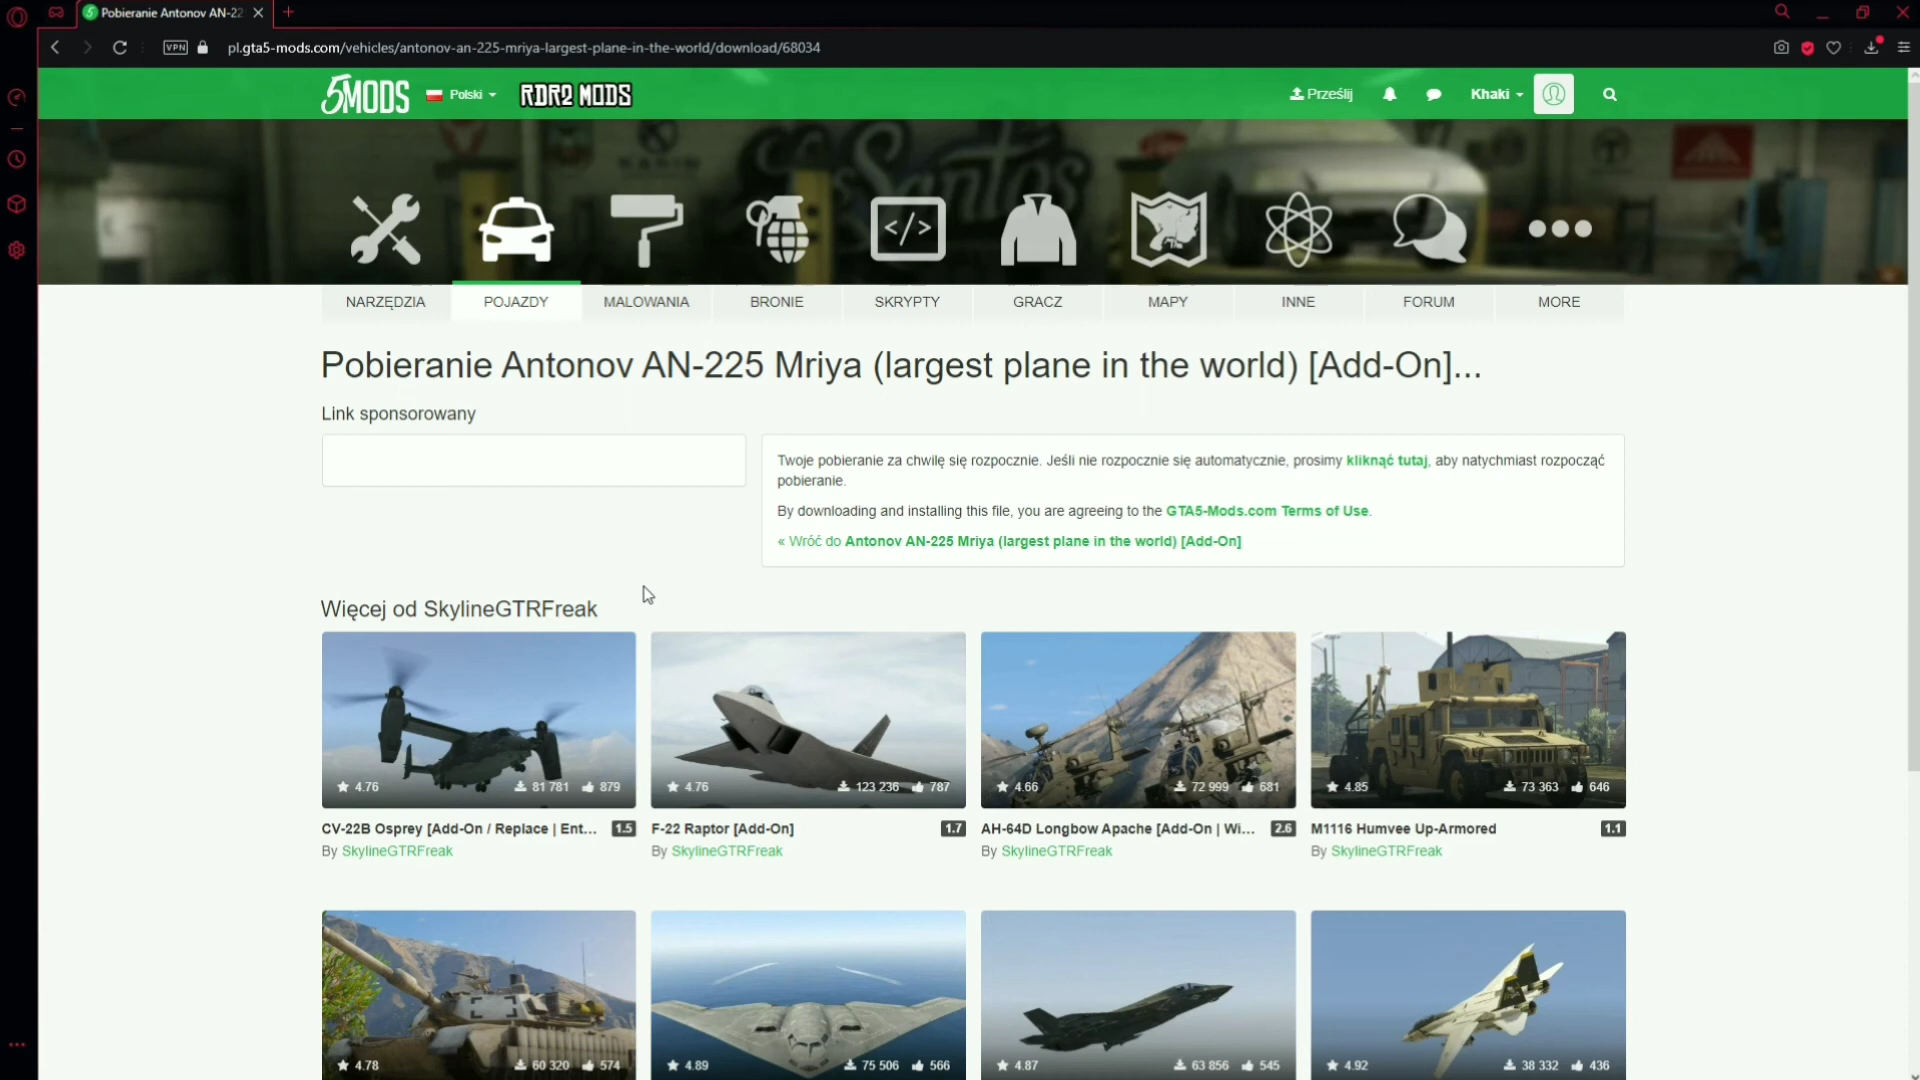 Pobieranie Antonov AN-22
VPN
pl.gta5-mods.com/vehicles/antonov-an-225-mriya-largest-plane-in-the-world/download/68034
5MODS
Polski
RDR2 MODS
Prześlij
Khaki
Los Santos
</>
NARZĘDZIA
POJAZDY
MALOWANIA
BRONIE
SKRYPTY
GRACZ
MAPY
INNE
FORUM
MORE
Pobieranie Antonov AN-225 Mriya (largest plane in the world) [Add-On]...
Link sponsorowany
Twoje pobieranie za chwilę się rozpocznie. Jeśli nie rozpocznie się automatycznie, prosimy kliknąć tutaj, aby natychmiast rozpocząć
pobieranie.
By downloading and installing this file, you are agreeing to the GTA5-Mods.com Terms of Use.
« Wróć do Antonov AN-225 Mriya (largest plane in the world) [Add-On]
Więcej od SkylineGTRFreak
4.76 81 781 879
4.76 123 236 787
4.66 72 999 681
4.85 73 363 646
CV-22B Osprey [Add-On / Replace | Ent... 1.5
F-22 Raptor [Add-On] 1.7
AH-64D Longbow Apache [Add-On | Wi... 2.6
M1116 Humvee Up-Armored 1.1
By SkylineGTRFreak
By SkylineGTRFreak
By SkylineGTRFreak
By SkylineGTRFreak
4.78 60 320 574
4.89 75 506 566
4.87 63 856 545
4.92 38 332 436